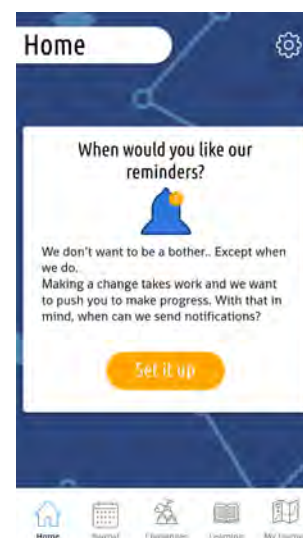 Home
When would you like our
reminders?
We don't want to be a bother.. Except when
we do.
Making a change takes work and we want
to push you to make progress. With that in
mind, when can we send notifications?
Set it up
Home
Learning